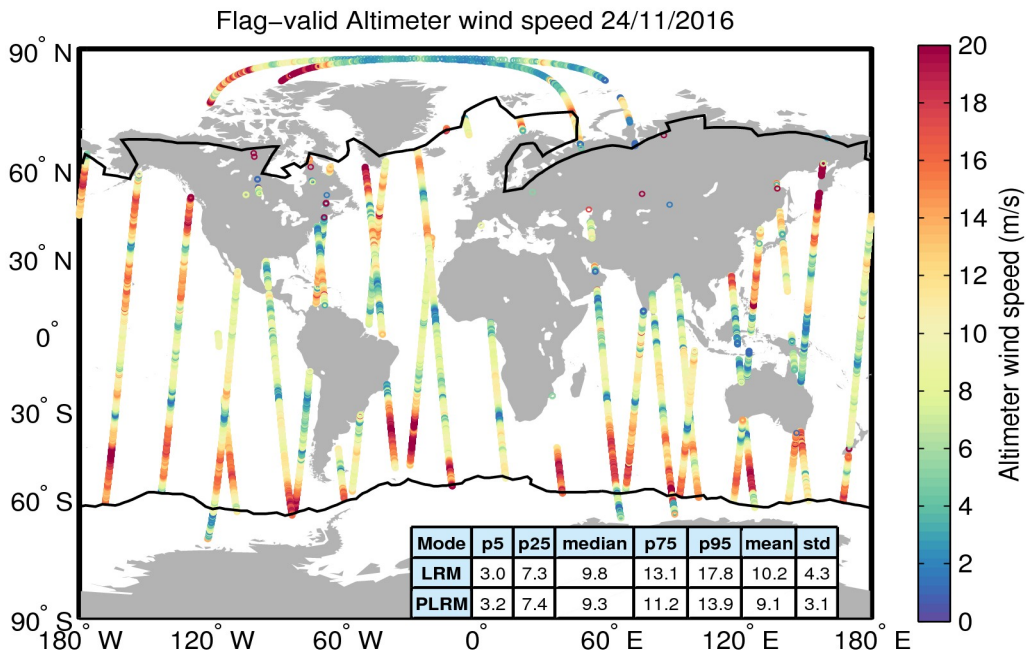 Flag−valid Altimeter wind speed 24/11/2016
90° N
60° N
30° N
0°
30° S
60° S
90° S
180° W
120° W
60° W
0°
60° E
120° E
180° E
Mode p5 p25 median p75 p95 mean std
LRM 3.0 7.3 9.8 13.1 17.8 10.2 4.3
PLRM 3.2 7.4 9.3 11.2 13.9 9.1 3.1
20
18
16
14
12
10
8
6
4
2
0
Altimeter wind speed (m/s)